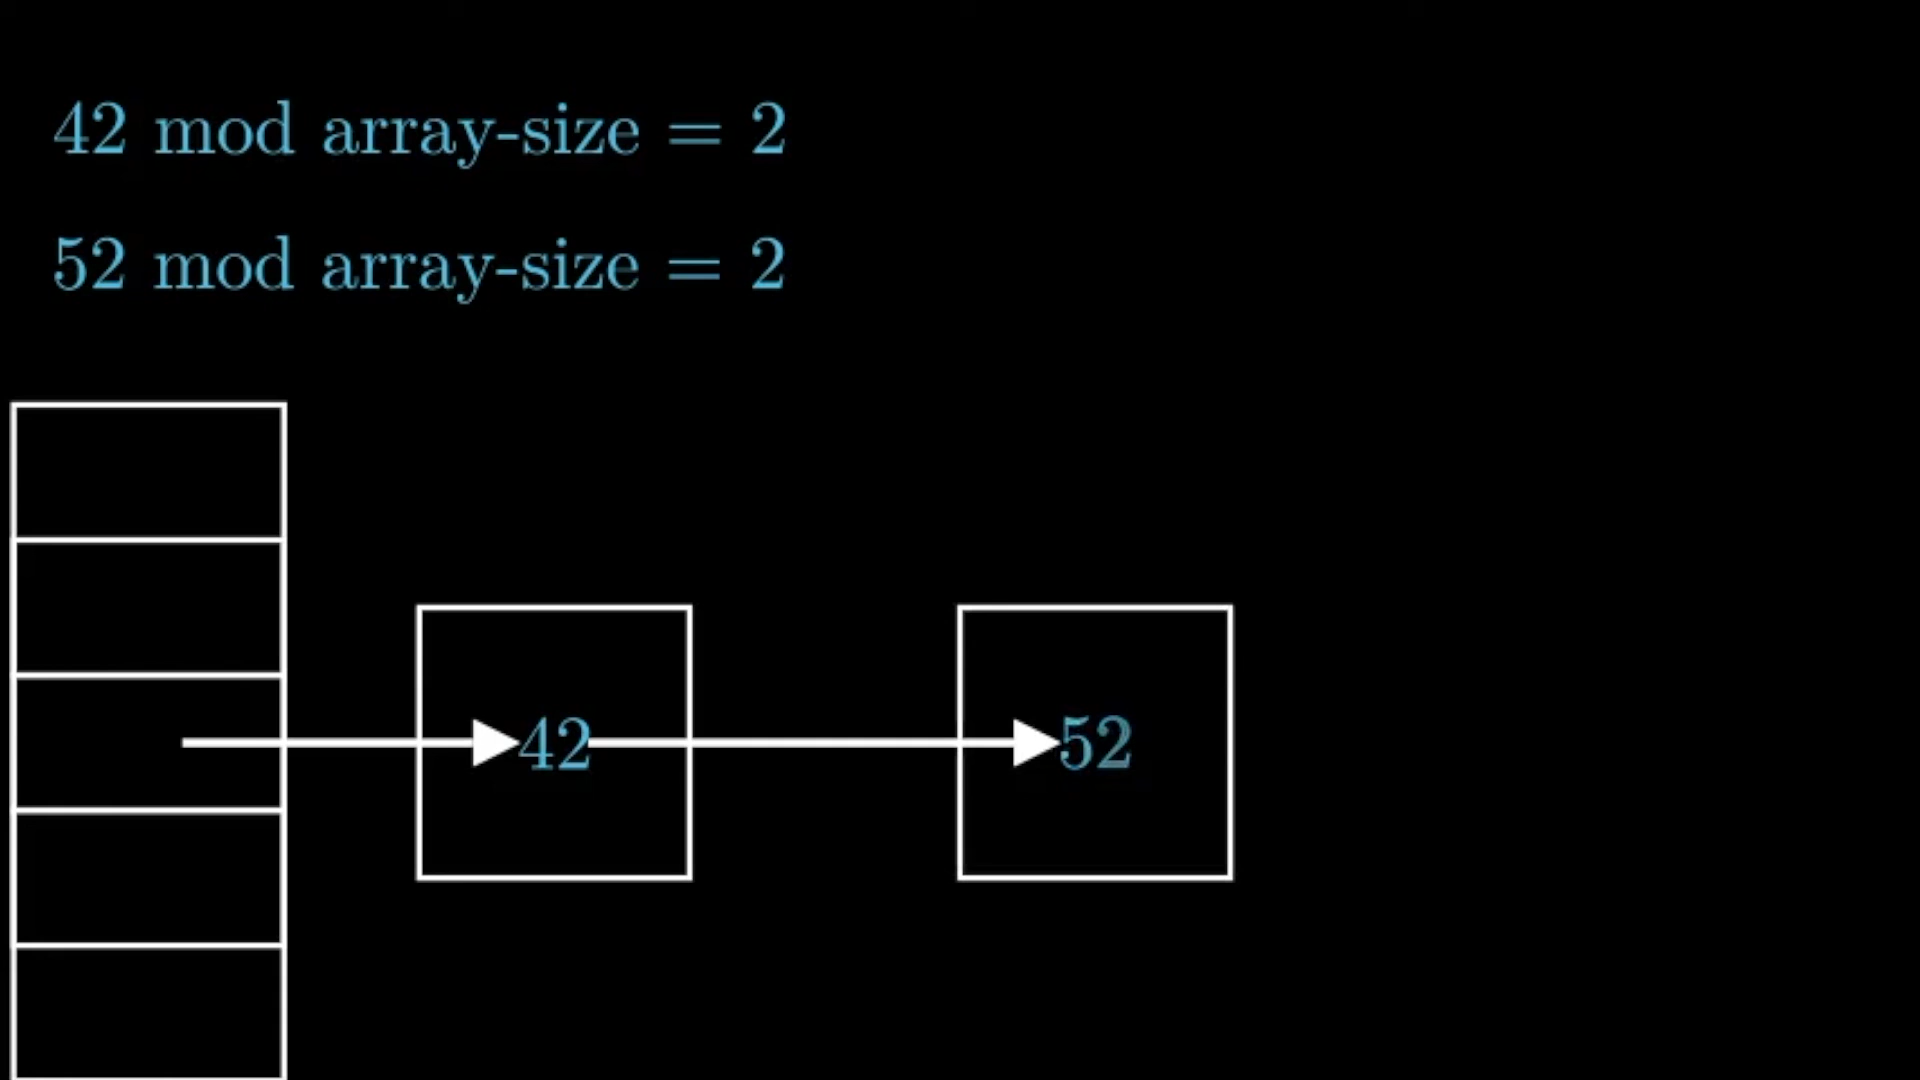 42 mod array-size = 2
52 mod array-size = 2
42
52